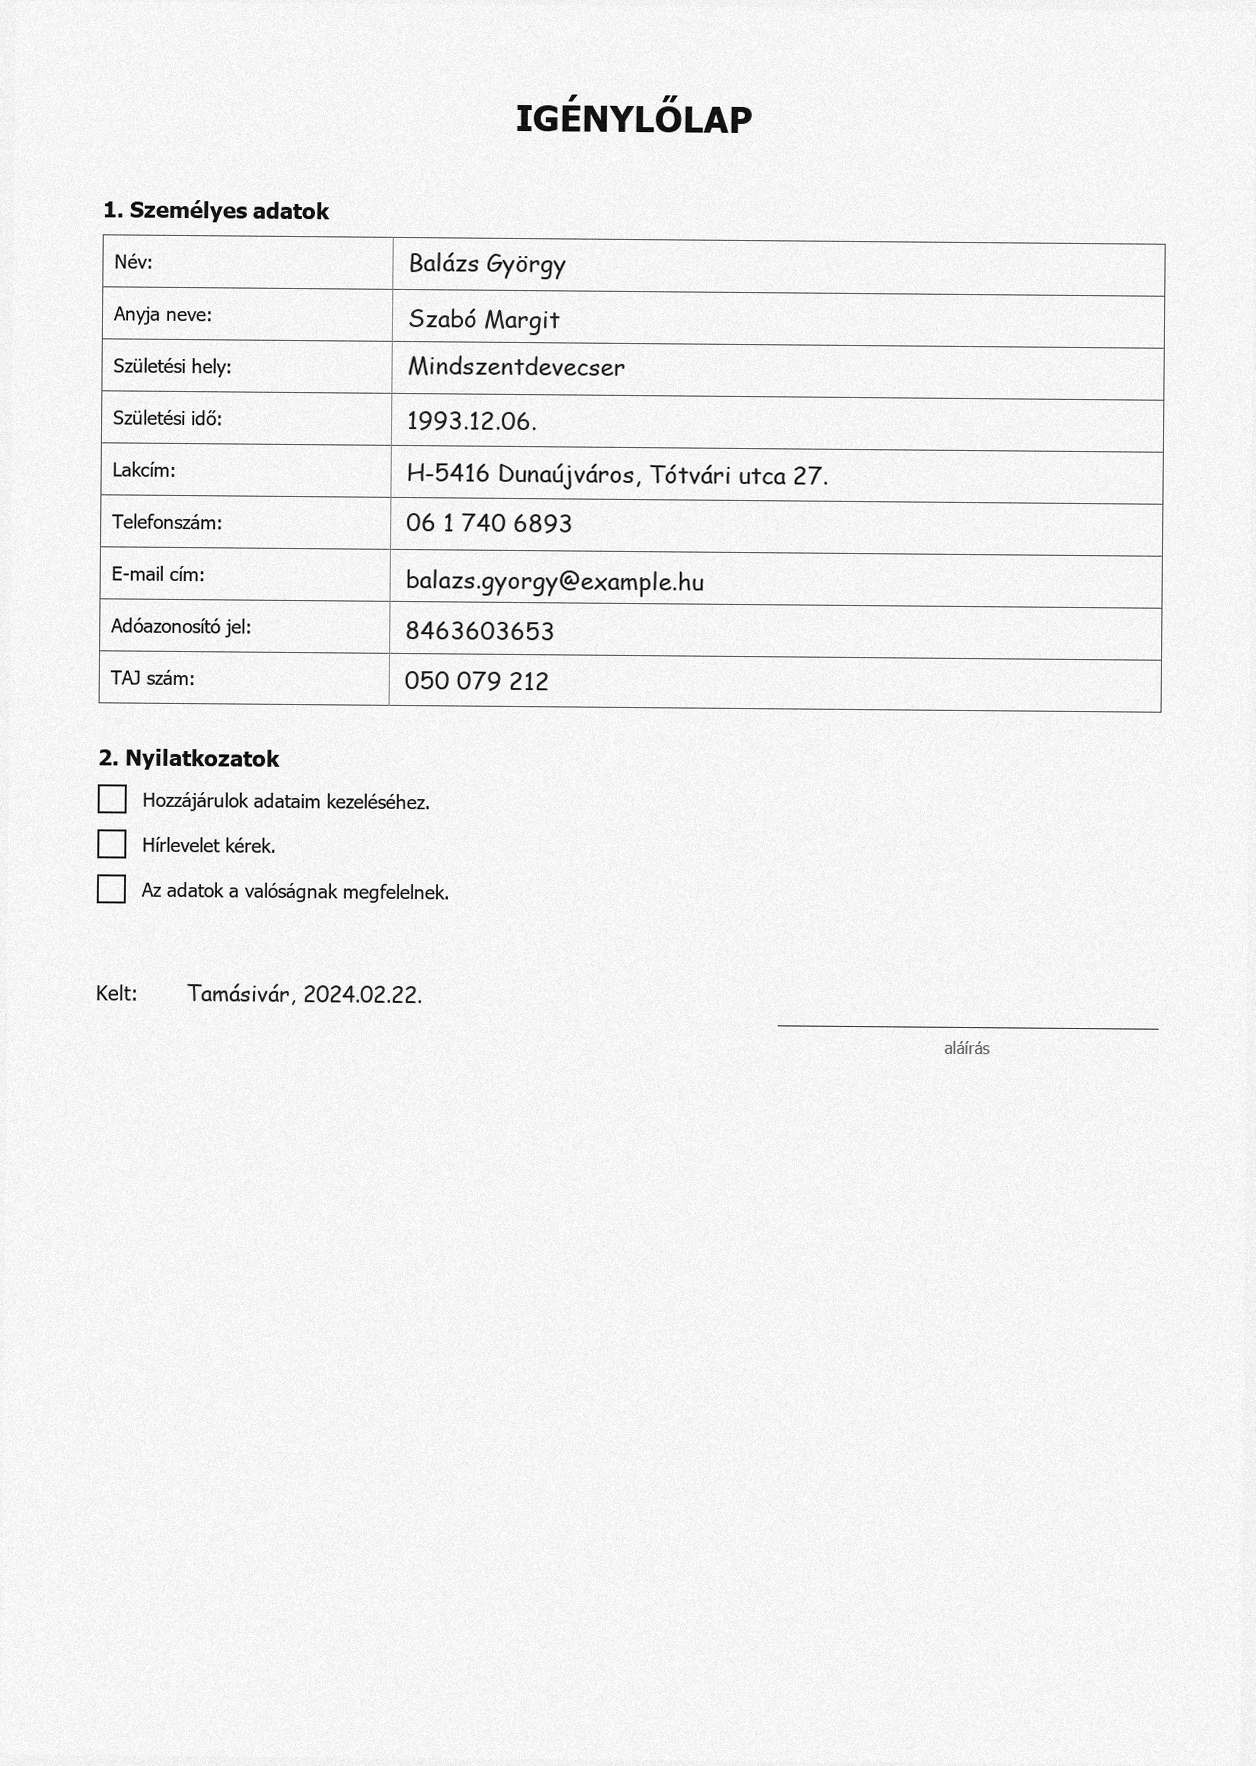 IGÉNYLŐLAP
1. Személyes adatok
Név: Balázs György
Anyja neve: Szabó Margit
Születési hely: Mindszentdevecser
Születési idő: 1993.12.06.
Lakcím: H-5416 Dunaújváros, Tótvári utca 27.
Telefonszám: 06 1 740 6893
E-mail cím: balazs.gyorgy@example.hu
Adóazonosító jel: 8463603653
TAJ szám: 050 079 212
2. Nyilatkozatok
Hozzájárulok adataim kezeléséhez.
Hírlevelet kérek.
Az adatok a valóságnak megfelelnek.
Kelt: Tamásivár, 2024.02.22.
aláírás